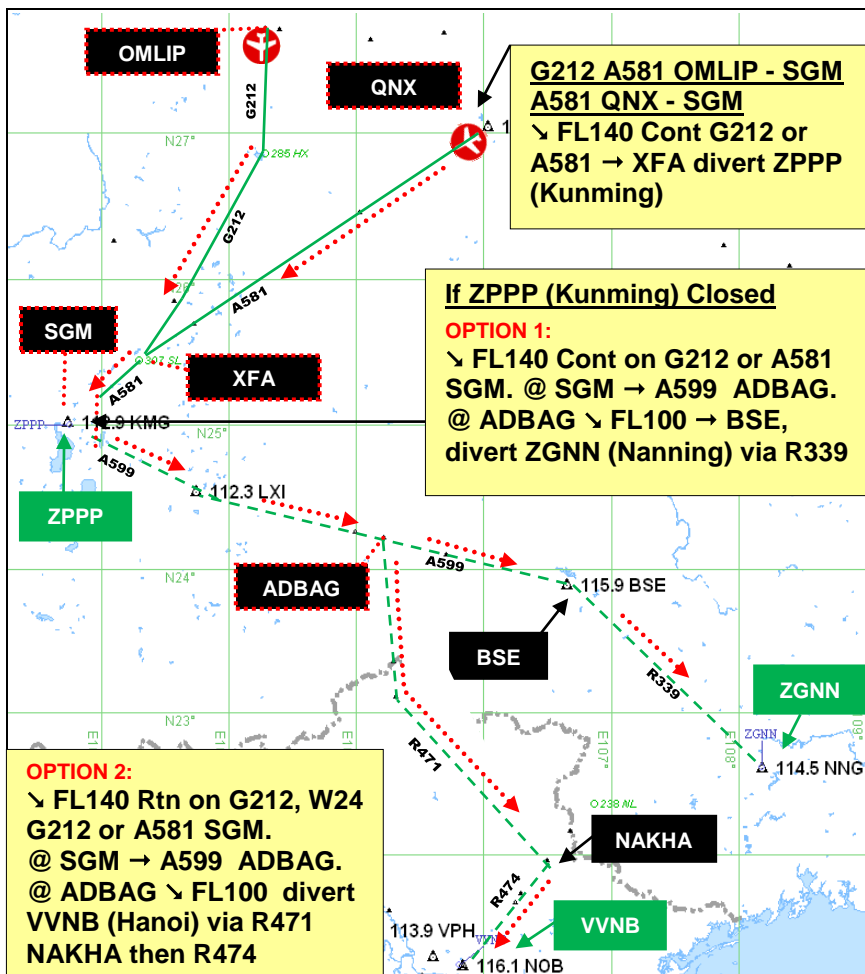 OMLIP
QNX
G212 A581 OMLIP - SGM
A581 QNX - SGM
↘ FL140 Cont G212 or
A581 → XFA divert ZPPP
(Kunming)
G212
N27°
285 HX
G212
A581
If ZPPP (Kunming) Closed
OPTION 1:
↘ FL140 Cont on G212 or A581
SGM. @ SGM → A599 ADBAG.
@ ADBAG ↘ FL100 → BSE,
divert ZGNN (Nanning) via R339
SGM
XFA
A581
ZPPP
KMG
N25°
A599
112.3 LXI
ZPPP
ADBAG
N24°
A599
115.9 BSE
BSE
R339
ZGNN
N23°
R471
E107°
E108°
ZGNN
114.5 NNG
OPTION 2:
↘ FL140 Rtn on G212, W24
G212 or A581 SGM.
@ SGM → A599 ADBAG.
@ ADBAG ↘ FL100 divert
VVNB (Hanoi) via R471
NAKHA then R474
238 NL
NAKHA
R474
VVNB
113.9 VPH
116.1 NOB